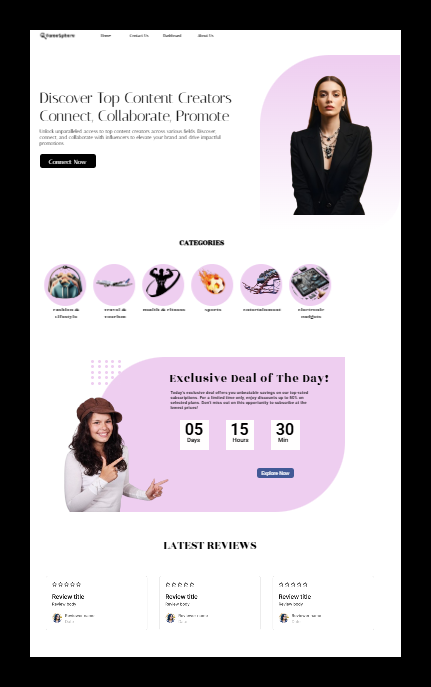 Home Contact Us Dashboard About Us
Discover Top Content Creators
Connect, Collaborate, Promote
Unlock unparalleled access to top content creators across various fields. Discover,
connect, and collaborate with influencers to elevate your brand and drive impactful
promotions
Connect Now
CATEGORIES
Fashion & Travel & Health & Fitness Sports Entertainment Electronic
Lifestyle Tourism Gadgets
Exclusive Deal of The Day!
Today's exclusive deal offers you unbeatable savings on our top-rated
subscriptions. For a limited time only, enjoy discounts up to 50% on
selected plans. Don't miss out on this opportunity to subscribe at the
lowest prices!
05 15 30
Days Hours Min
Explore Now
LATEST REVIEWS
Review title Review title Review title
Review body Review body Review body
Reviewer name Reviewer name Reviewer name
Date Date Date